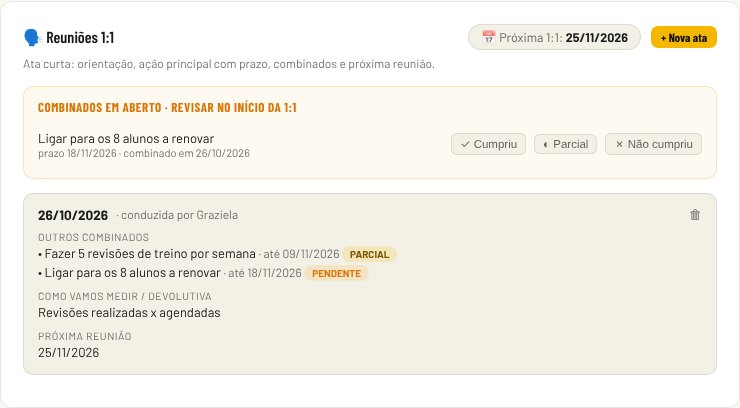 Reuniões 1:1
Próxima 1:1: 25/11/2026
+ Nova ata
Ata curta: orientação, ação principal com prazo, combinados e próxima reunião.
COMBINADOS EM ABERTO · REVISAR NO INÍCIO DA 1:1
Ligar para os 8 alunos a renovar
prazo 18/11/2026 · combinado em 26/10/2026
✓ Cumpriu
Parcial
× Não cumpriu
26/10/2026 · conduzida por Graziela
OUTROS COMBINADOS
• Fazer 5 revisões de treino por semana · até 09/11/2026 PARCIAL
• Ligar para os 8 alunos a renovar · até 18/11/2026 PENDENTE
COMO VAMOS MEDIR / DEVOLUTIVA
Revisões realizadas x agendadas
PRÓXIMA REUNIÃO
25/11/2026